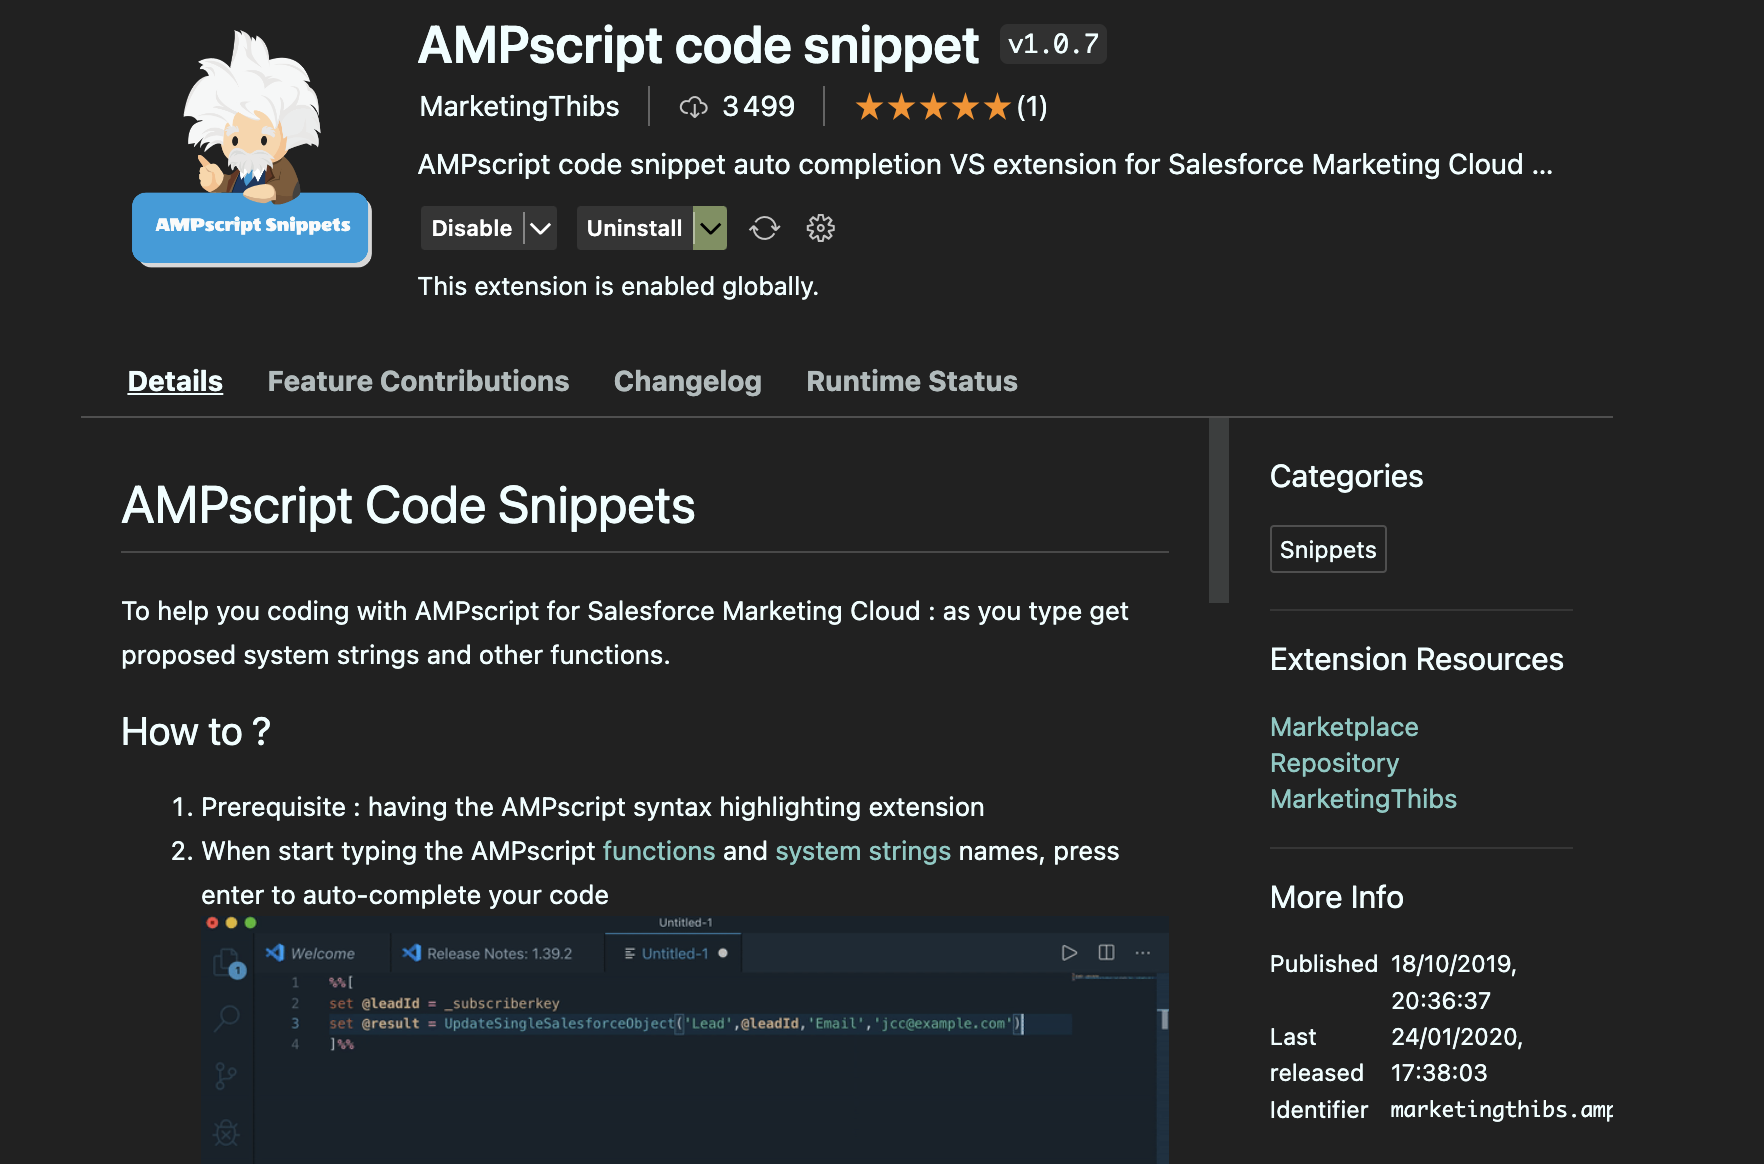 AMPscript Snippets
AMPscript code snippet v1.0.7
MarketingThibs 3 499 (1)
AMPscript code snippet auto completion VS extension for Salesforce Marketing Cloud ...
Disable Uninstall
This extension is enabled globally.
Details Feature Contributions Changelog Runtime Status
AMPscript Code Snippets
To help you coding with AMPscript for Salesforce Marketing Cloud : as you type get
proposed system strings and other functions.
How to ?
1. Prerequisite : having the AMPscript syntax highlighting extension
2. When start typing the AMPscript functions and system strings names, press
enter to auto-complete your code
Untitled-1
Welcome Release Notes: 1.39.2 Untitled-1
1
1 %%[
2 set @leadId = _subscriberkey
3 set @result = UpdateSingleSalesforceObject('Lead',@leadId,'Email','jcc@example.com')
4 ]%%
Categories
Snippets
Extension Resources
Marketplace
Repository
MarketingThibs
More Info
Published 18/10/2019,
20:36:37
Last 24/01/2020,
released 17:38:03
Identifier marketingthibs.amp